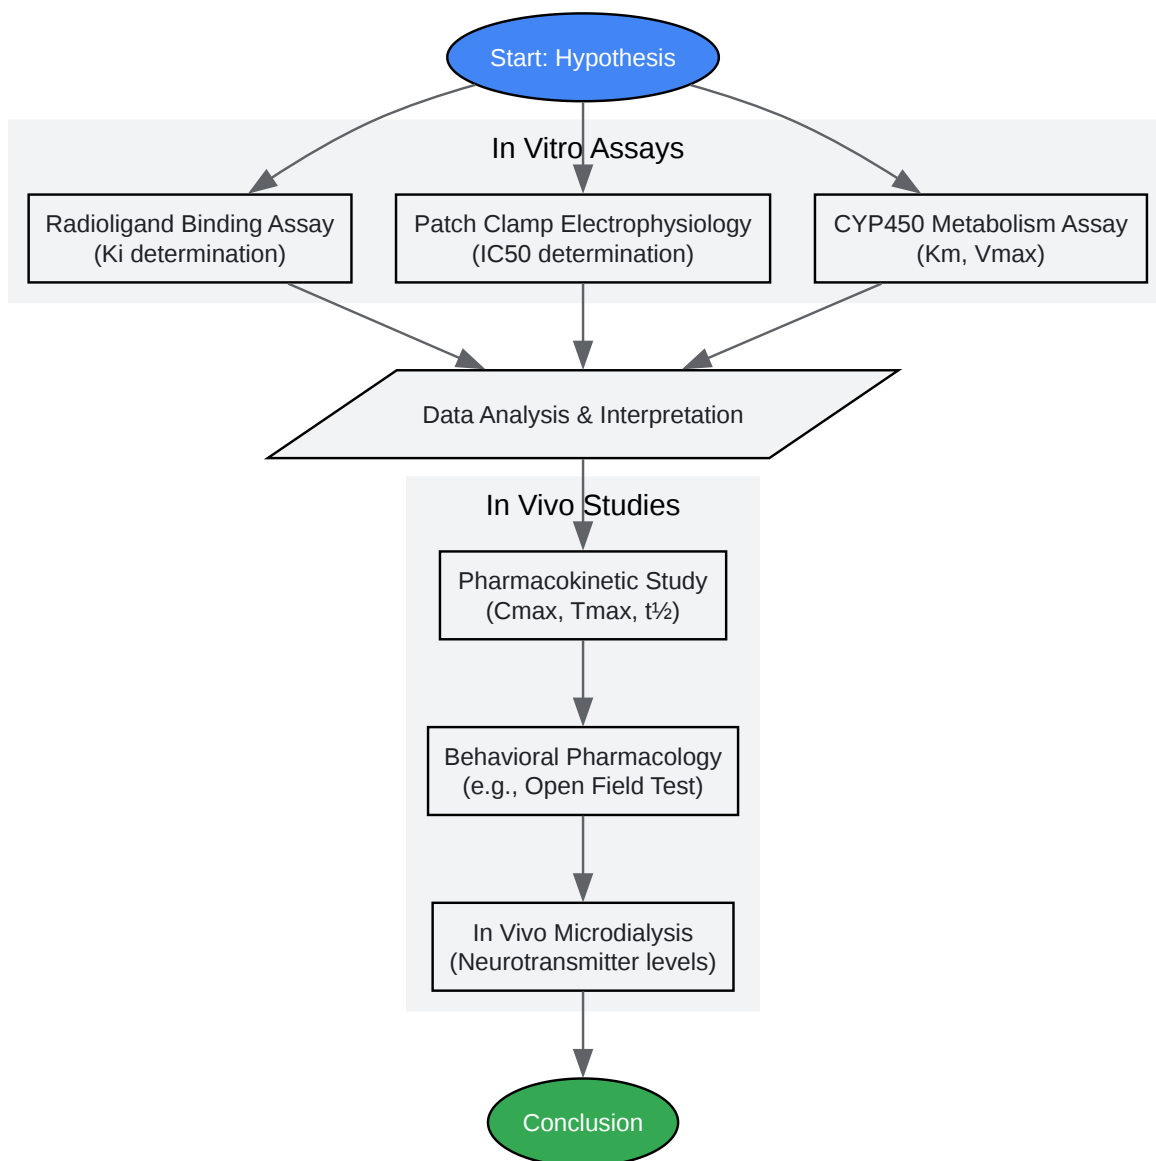 Start: Hypothesis
In Vitro Assays
Radioligand Binding Assay
(Ki determination)
Patch Clamp Electrophysiology
(IC50 determination)
CYP450 Metabolism Assay
(Km, Vmax)
Data Analysis & Interpretation
In Vivo Studies
Pharmacokinetic Study
(Cmax, Tmax, t½)
Behavioral Pharmacology
(e.g., Open Field Test)
In Vivo Microdialysis
(Neurotransmitter levels)
Conclusion